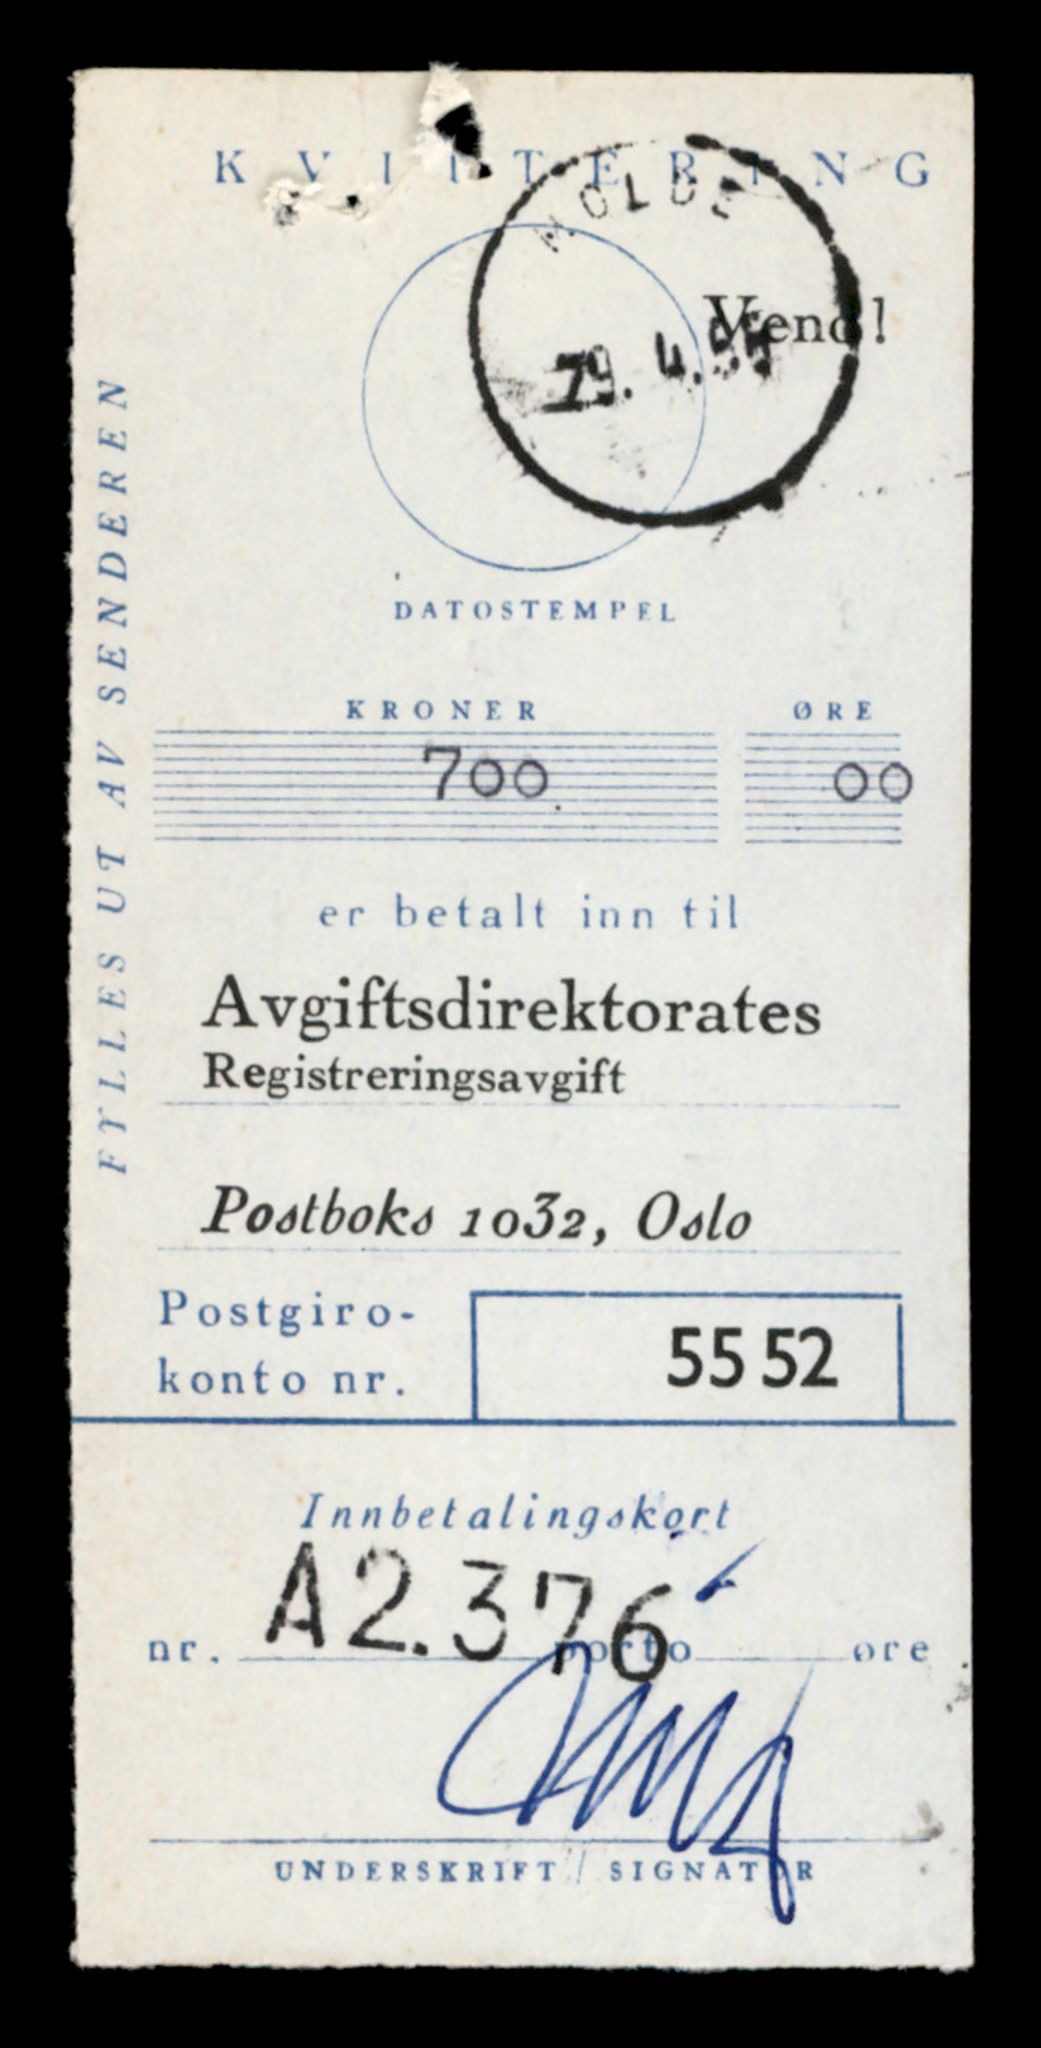 KVITTERING
MOLDE
Vend!
DATOSTEMPEL
FYLLES UT AV SENDEREN
KRONER ØRE
700 00
er betalt inn til
Avgiftsdirektorates
Registreringsavgift
Postboks 1032, Oslo
Postgiro-
konto nr.
55 52
Innbetalingskort
nr. A2.376 porto øre
UNDERSKRIFT / SIGNATUR